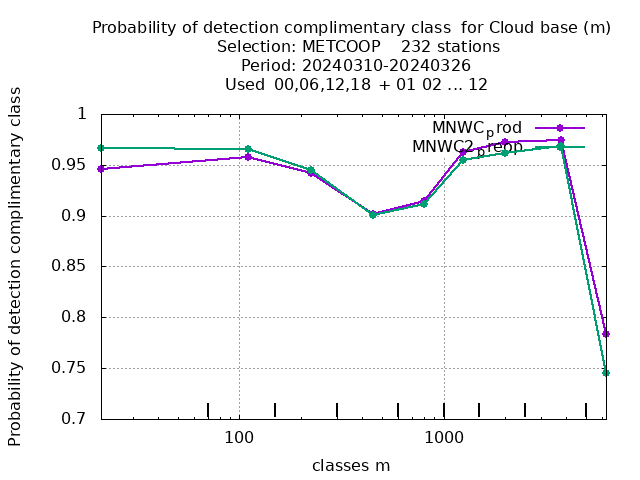 Probability of detection complimentary class for Cloud base (m)
Selection: METCOOP 232 stations
Period: 20240310-20240326
Used 00,06,12,18 + 01 02 ... 12
Probability of detection complimentary class
1
0.95
0.9
0.85
0.8
0.75
0.7
MNWCprod
MNWC2preop
100
1000
classes m